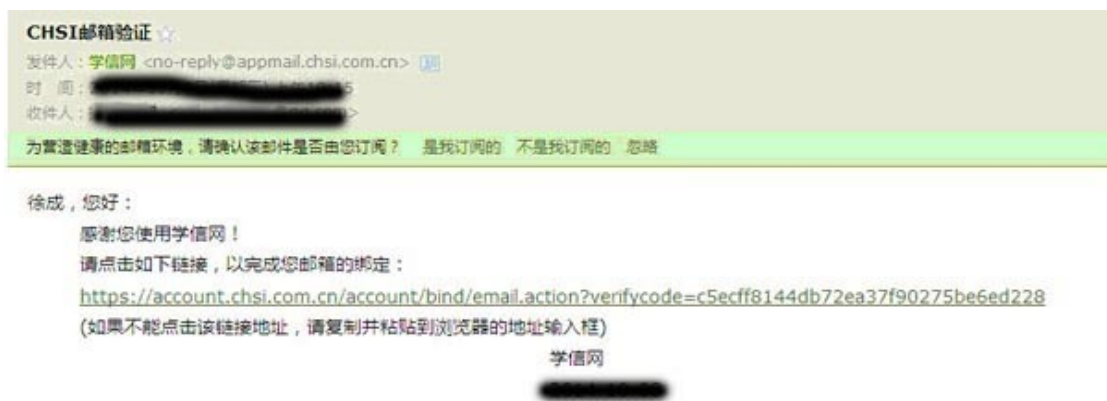 CHSI邮箱验证
发件人：学信网 <no-reply@appmail.chsi.com.cn>
时 间：
收件人：
为营造健康的邮箱环境，请确认该邮件是否由您订阅？ 是我订阅的 不是我订阅的 忽略
徐成，您好：
感谢您使用学信网！
请点击如下链接，以完成您邮箱的绑定：
https://account.chsi.com.cn/account/bind/email.action?verifycode=c5ecff8144db72ea37f90275be6ed228
(如果不能点击该链接地址，请复制并粘贴到浏览器的地址输入框)
学信网